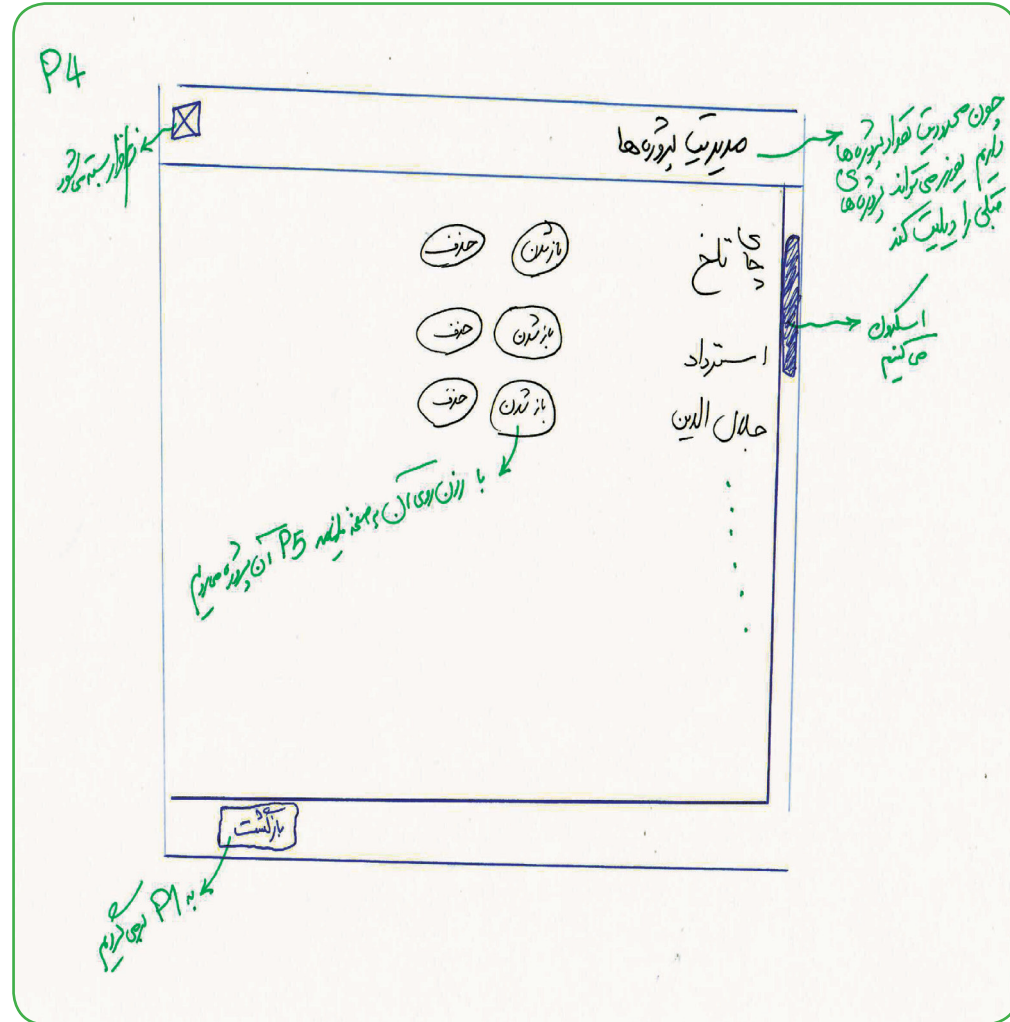 P4
مدیریت پروژه‌ها
چون محدودیت تعداد پروژه‌ها
داریم یوزر می‌تواند پروژه‌های
قبلی را دیلیت کند
نرم‌افزار بسته می‌شود
چای تلخ
باز شدن
حذف
اسکرول
می‌کنیم
استرداد
باز شدن
حذف
جلال الدین
باز شدن
حذف
با زدن روی آن به صفحه P5 آن پروژه می‌رویم
بازگشت
به P1 برمی‌گردیم